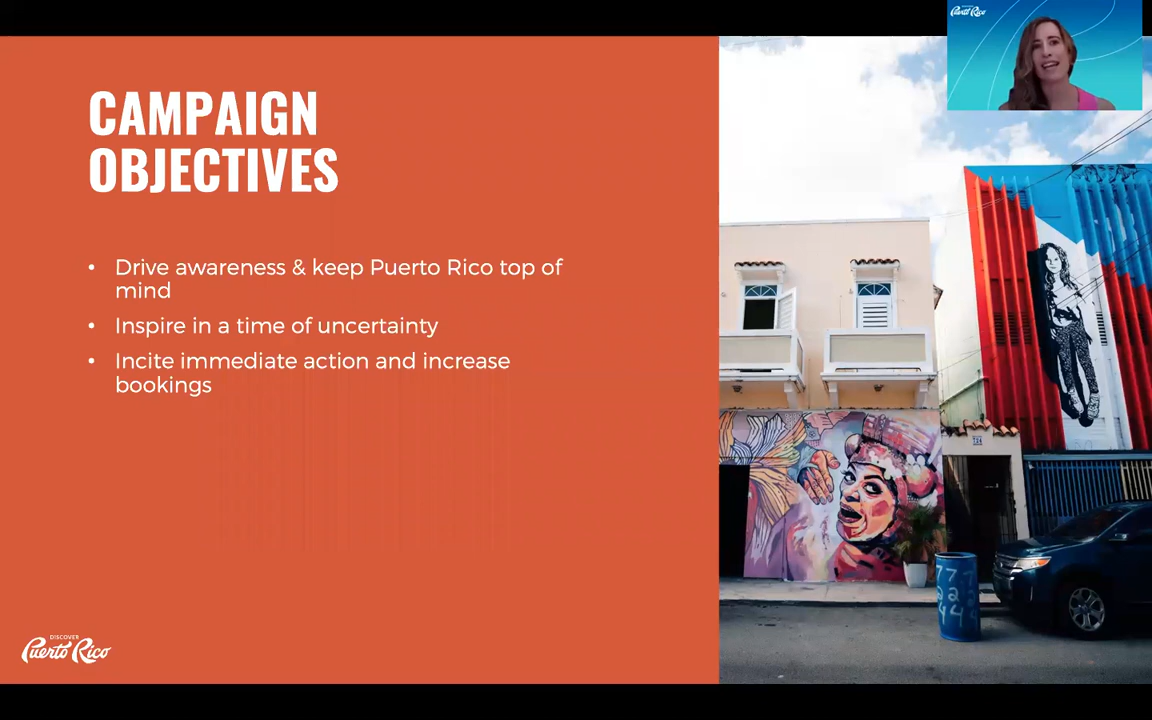 Puerto Rico
CAMPAIGN
OBJECTIVES
• Drive awareness & keep Puerto Rico top of
mind
• Inspire in a time of uncertainty
• Incite immediate action and increase
bookings
DISCOVER
Puerto Rico